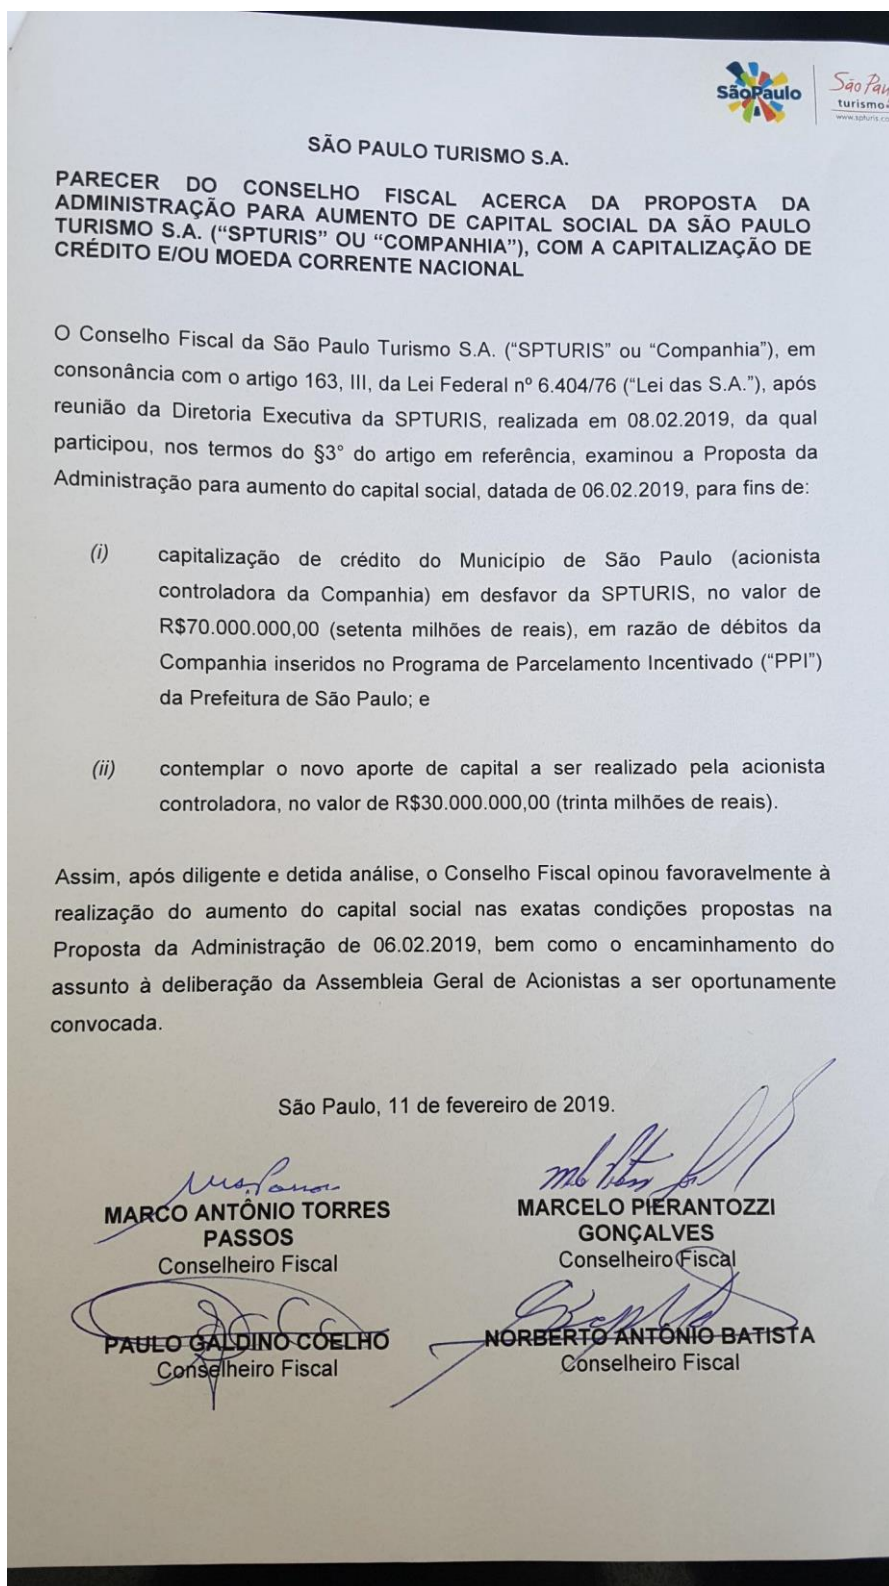 SãoPaulo
São Pau
turismo
www.spturis.co
SÃO PAULO TURISMO S.A.
PARECER DO CONSELHO FISCAL ACERCA DA PROPOSTA DA
ADMINISTRAÇÃO PARA AUMENTO DE CAPITAL SOCIAL DA SÃO PAULO
TURISMO S.A. (“SPTURIS” OU “COMPANHIA”), COM A CAPITALIZAÇÃO DE
CRÉDITO E/OU MOEDA CORRENTE NACIONAL
O Conselho Fiscal da São Paulo Turismo S.A. (“SPTURIS” ou “Companhia”), em
consonância com o artigo 163, III, da Lei Federal nº 6.404/76 (“Lei das S.A.”), após
reunião da Diretoria Executiva da SPTURIS, realizada em 08.02.2019, da qual
participou, nos termos do §3° do artigo em referência, examinou a Proposta da
Administração para aumento do capital social, datada de 06.02.2019, para fins de:
(i) capitalização de crédito do Município de São Paulo (acionista
controladora da Companhia) em desfavor da SPTURIS, no valor de
R$70.000.000,00 (setenta milhões de reais), em razão de débitos da
Companhia inseridos no Programa de Parcelamento Incentivado (“PPI”)
da Prefeitura de São Paulo; e
(ii) contemplar o novo aporte de capital a ser realizado pela acionista
controladora, no valor de R$30.000.000,00 (trinta milhões de reais).
Assim, após diligente e detida análise, o Conselho Fiscal opinou favoravelmente à
realização do aumento do capital social nas exatas condições propostas na
Proposta da Administração de 06.02.2019, bem como o encaminhamento do
assunto à deliberação da Assembleia Geral de Acionistas a ser oportunamente
convocada.
São Paulo, 11 de fevereiro de 2019.
MARCO ANTÔNIO TORRES
PASSOS
Conselheiro Fiscal
MARCELO PIERANTOZZI
GONÇALVES
Conselheiro Fiscal
PAULO GALDINO COELHO
Conselheiro Fiscal
NORBERTO ANTÔNIO BATISTA
Conselheiro Fiscal